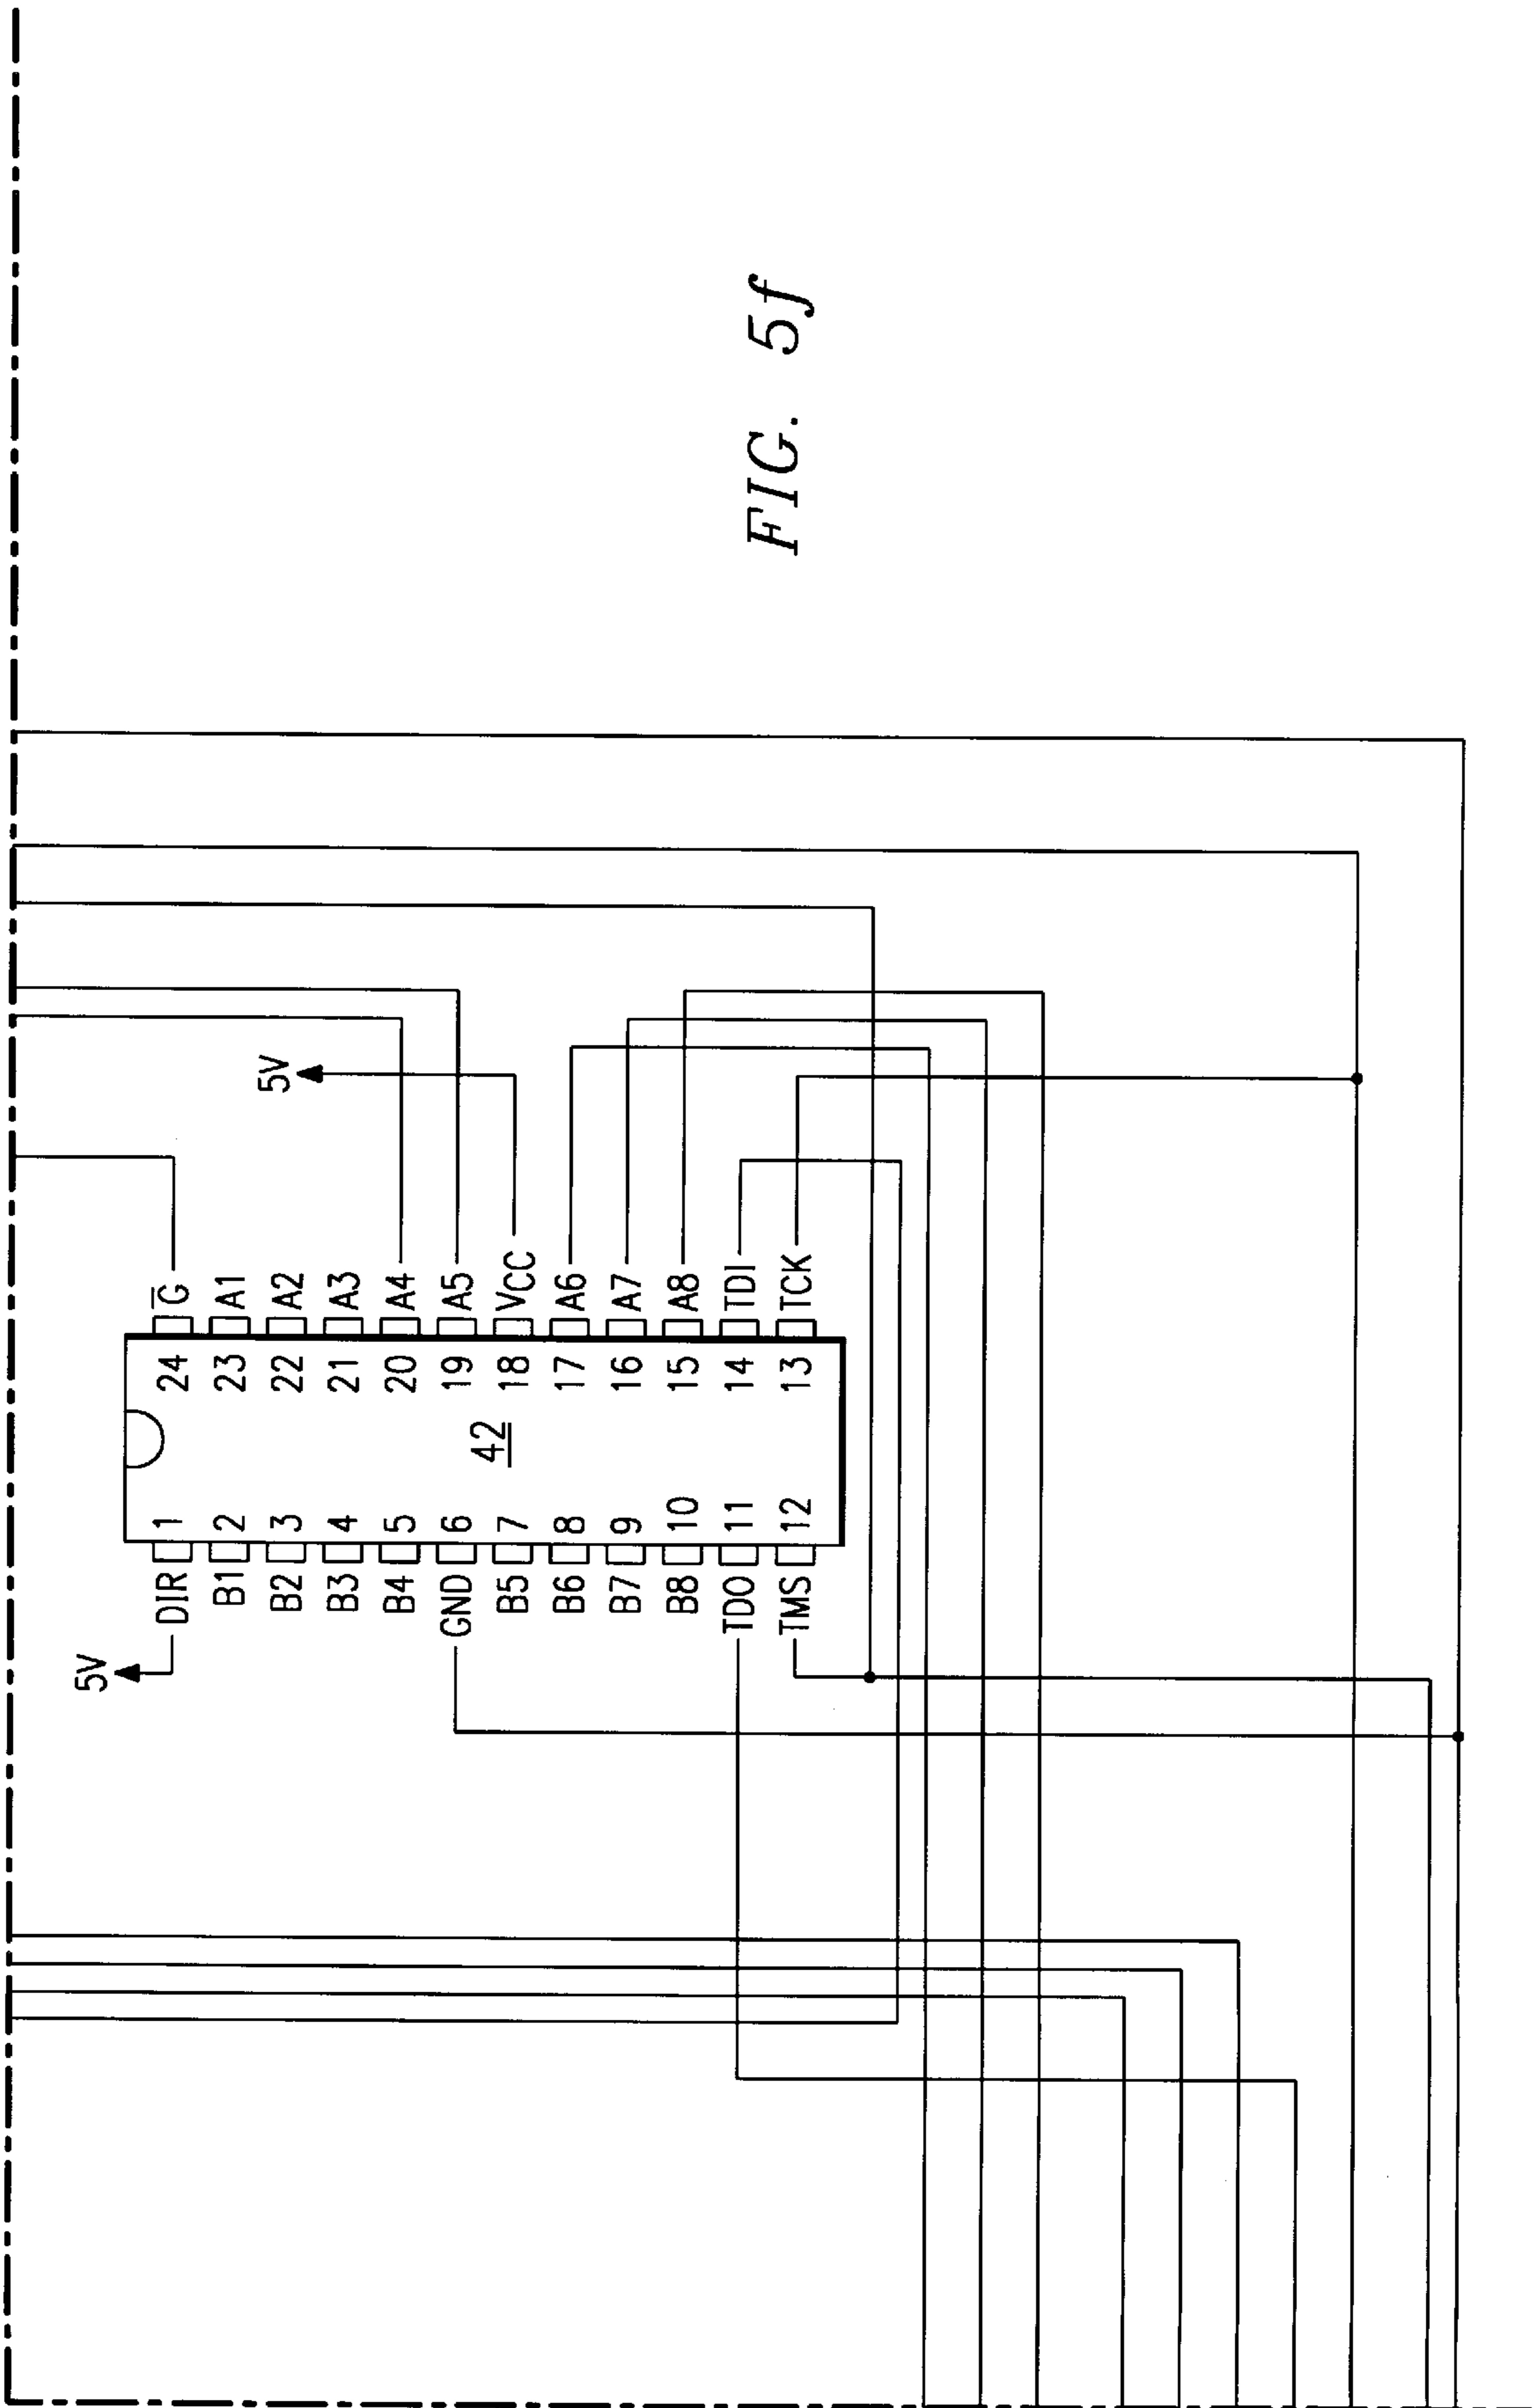 5V
DIR 1 24 G̅
B1 2 23 A1
B2 3 22 A2
B3 4 21 A3
B4 5 20 A4
GND 6 19 A5
B5 7 18 VCC
5V
42
B6 8 17 A6
B7 9 16 A7
B8 10 15 A8
TDO 11 14 TDI
TMS 12 13 TCK
FIG. 5f